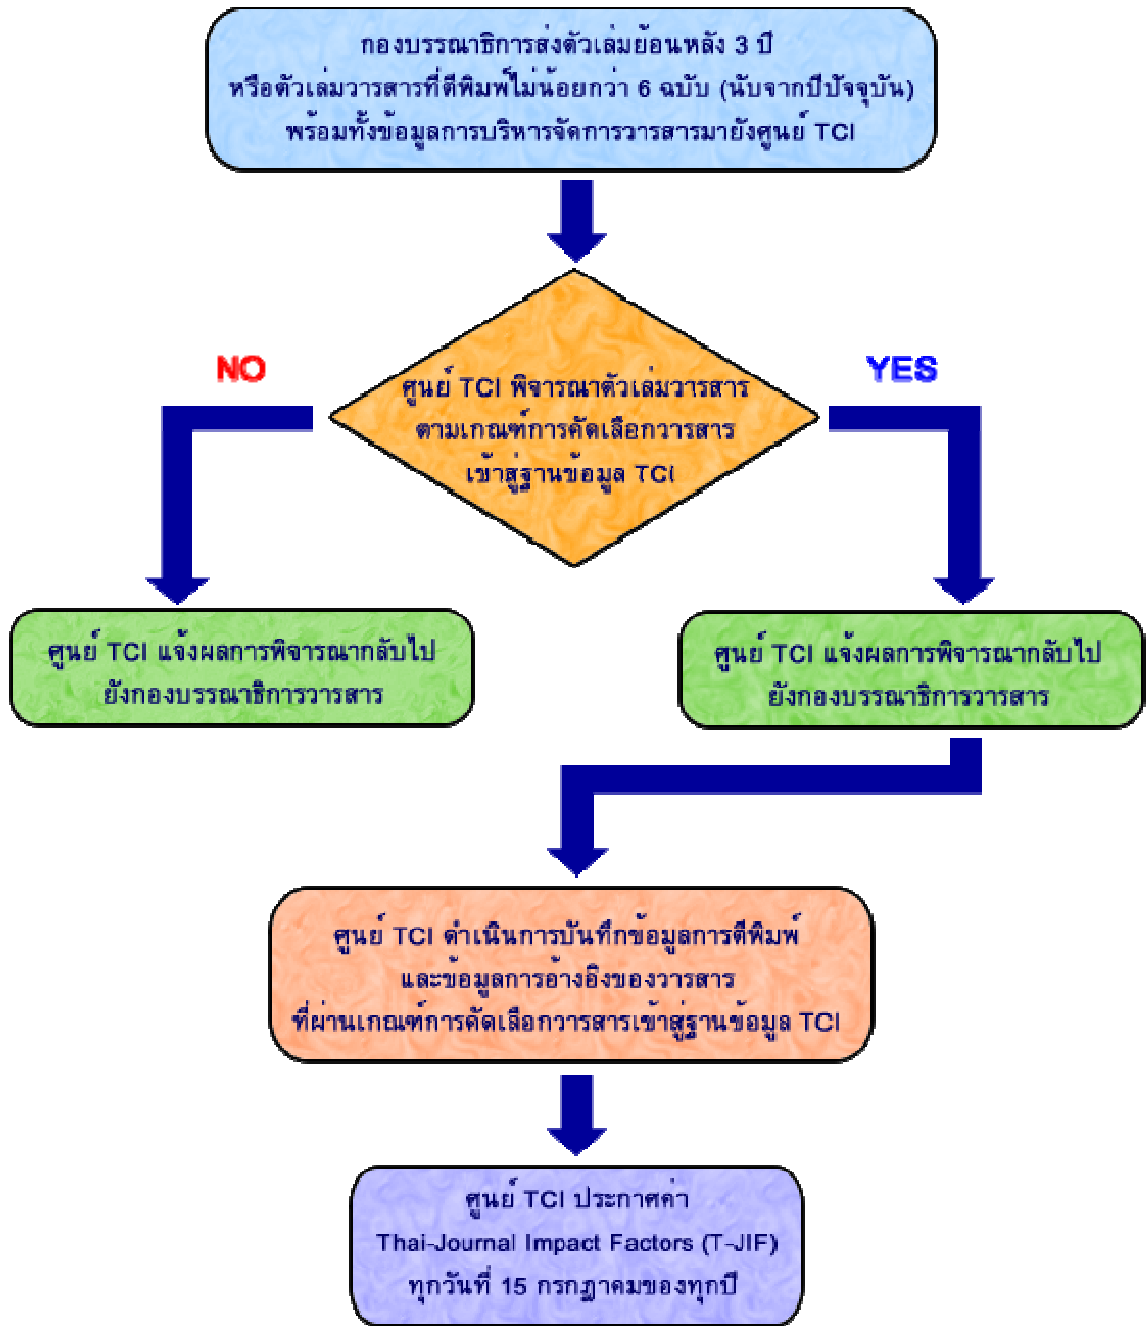 กองบรรณาธิการส่งตัวเล่มย้อนหลัง 3 ปี
หรือตัวเล่มวารสารที่ตีพิมพ์ไม่น้อยกว่า 6 ฉบับ (นับจากปีปัจจุบัน)
พร้อมทั้งข้อมูลการบริหารจัดการวารสารมายังศูนย์ TCI
NO
YES
ศูนย์ TCI พิจารณาตัวเล่มวารสาร
ตามเกณฑ์การคัดเลือกวารสาร
เข้าสู่ฐานข้อมูล TCI
ศูนย์ TCI แจ้งผลการพิจารณากลับไป
ยังกองบรรณาธิการวารสาร
ศูนย์ TCI แจ้งผลการพิจารณากลับไป
ยังกองบรรณาธิการวารสาร
ศูนย์ TCI ดำเนินการบันทึกข้อมูลการตีพิมพ์
และข้อมูลการอ้างอิงของวารสาร
ที่ผ่านเกณฑ์การคัดเลือกวารสารเข้าสู่ฐานข้อมูล TCI
ศูนย์ TCI ประกาศค่า
Thai-Journal Impact Factors (T-JIF)
ทุกวันที่ 15 กรกฎาคมของทุกปี